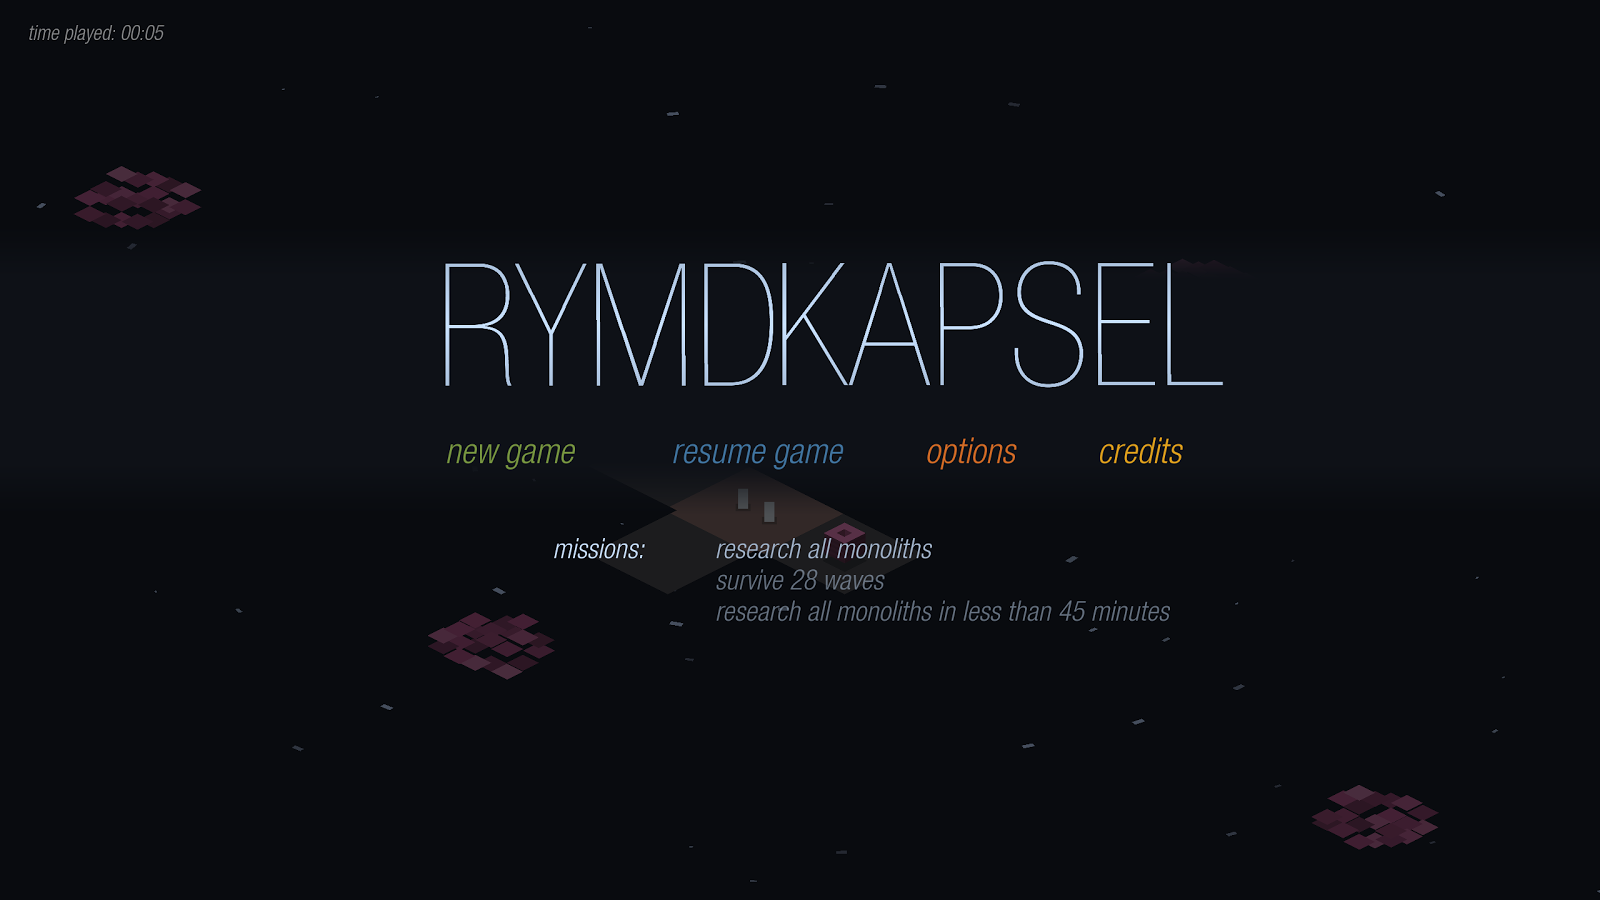 time played: 00:05
RYMDKAPSEL
new game resume game options credits
missions: research all monoliths
survive 28 waves
research all monoliths in less than 45 minutes